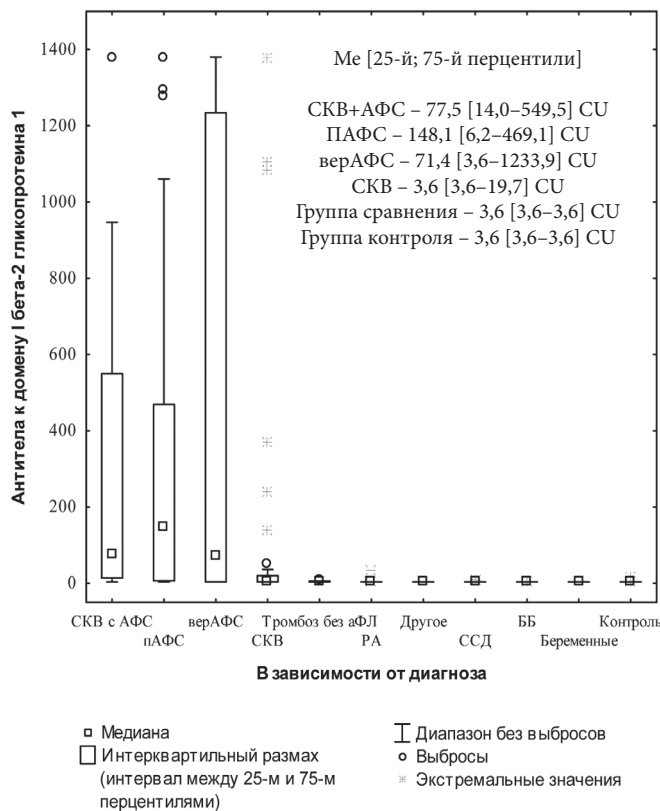 Антитела к домену I бета-2 гликопротеина 1
1400
1200
1000
800
600
400
200
0
Me [25-й; 75-й перцентили]
СКВ+АФС – 77,5 [14,0–549,5] CU
ПАФС – 148,1 [6,2–469,1] CU
верАФС – 71,4 [3,6–1233,9] CU
СКВ – 3,6 [3,6–19,7] CU
Группа сравнения – 3,6 [3,6–3,6] CU
Группа контроля – 3,6 [3,6–3,6] CU
СКВ с АФС верАФС Тромбоз без аФЛ Другое ББ Контроль
пАФС СКВ РА ССД Беременные
В зависимости от диагноза
Медиана
Интерквартильный размах
(интервал между 25-м и 75-м
перцентилями)
Диапазон без выбросов
Выбросы
Экстремальные значения